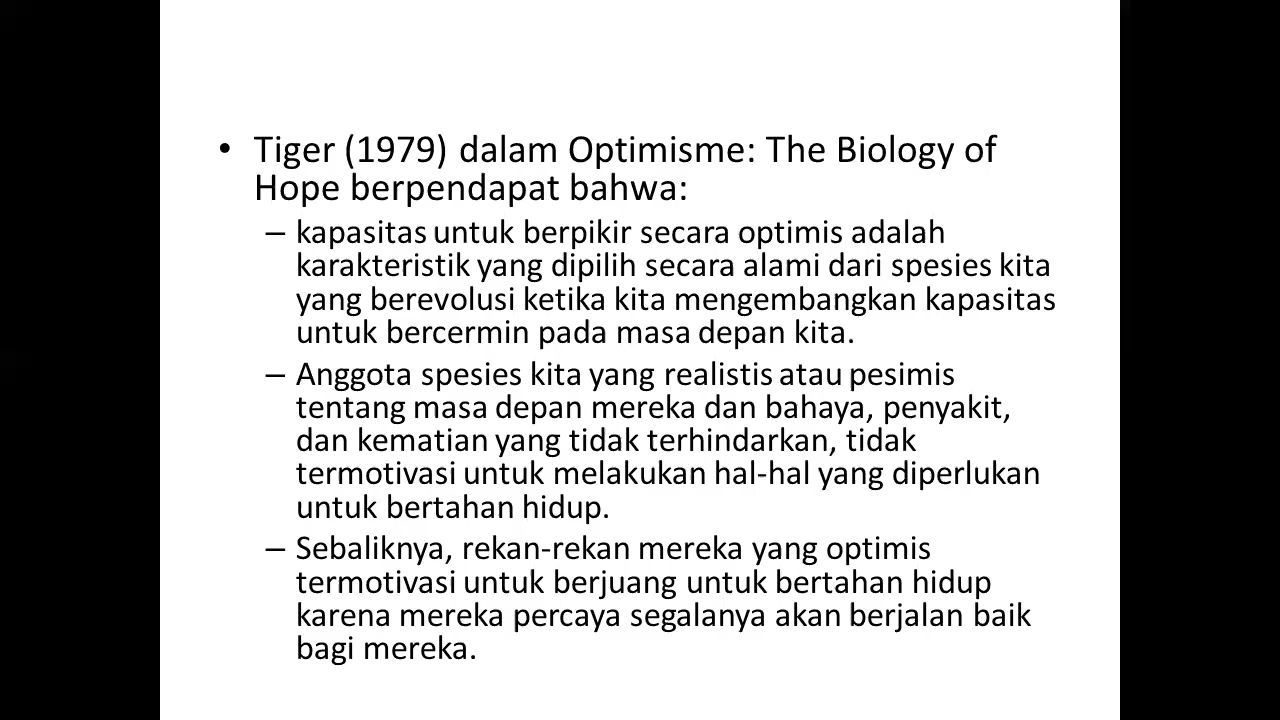 • Tiger (1979) dalam Optimisme: The Biology of
Hope berpendapat bahwa:
– kapasitas untuk berpikir secara optimis adalah
karakteristik yang dipilih secara alami dari spesies kita
yang berevolusi ketika kita mengembangkan kapasitas
untuk bercermin pada masa depan kita.
– Anggota spesies kita yang realistis atau pesimis
tentang masa depan mereka dan bahaya, penyakit,
dan kematian yang tidak terhindarkan, tidak
termotivasi untuk melakukan hal-hal yang diperlukan
untuk bertahan hidup.
– Sebaliknya, rekan-rekan mereka yang optimis
termotivasi untuk berjuang untuk bertahan hidup
karena mereka percaya segalanya akan berjalan baik
bagi mereka.